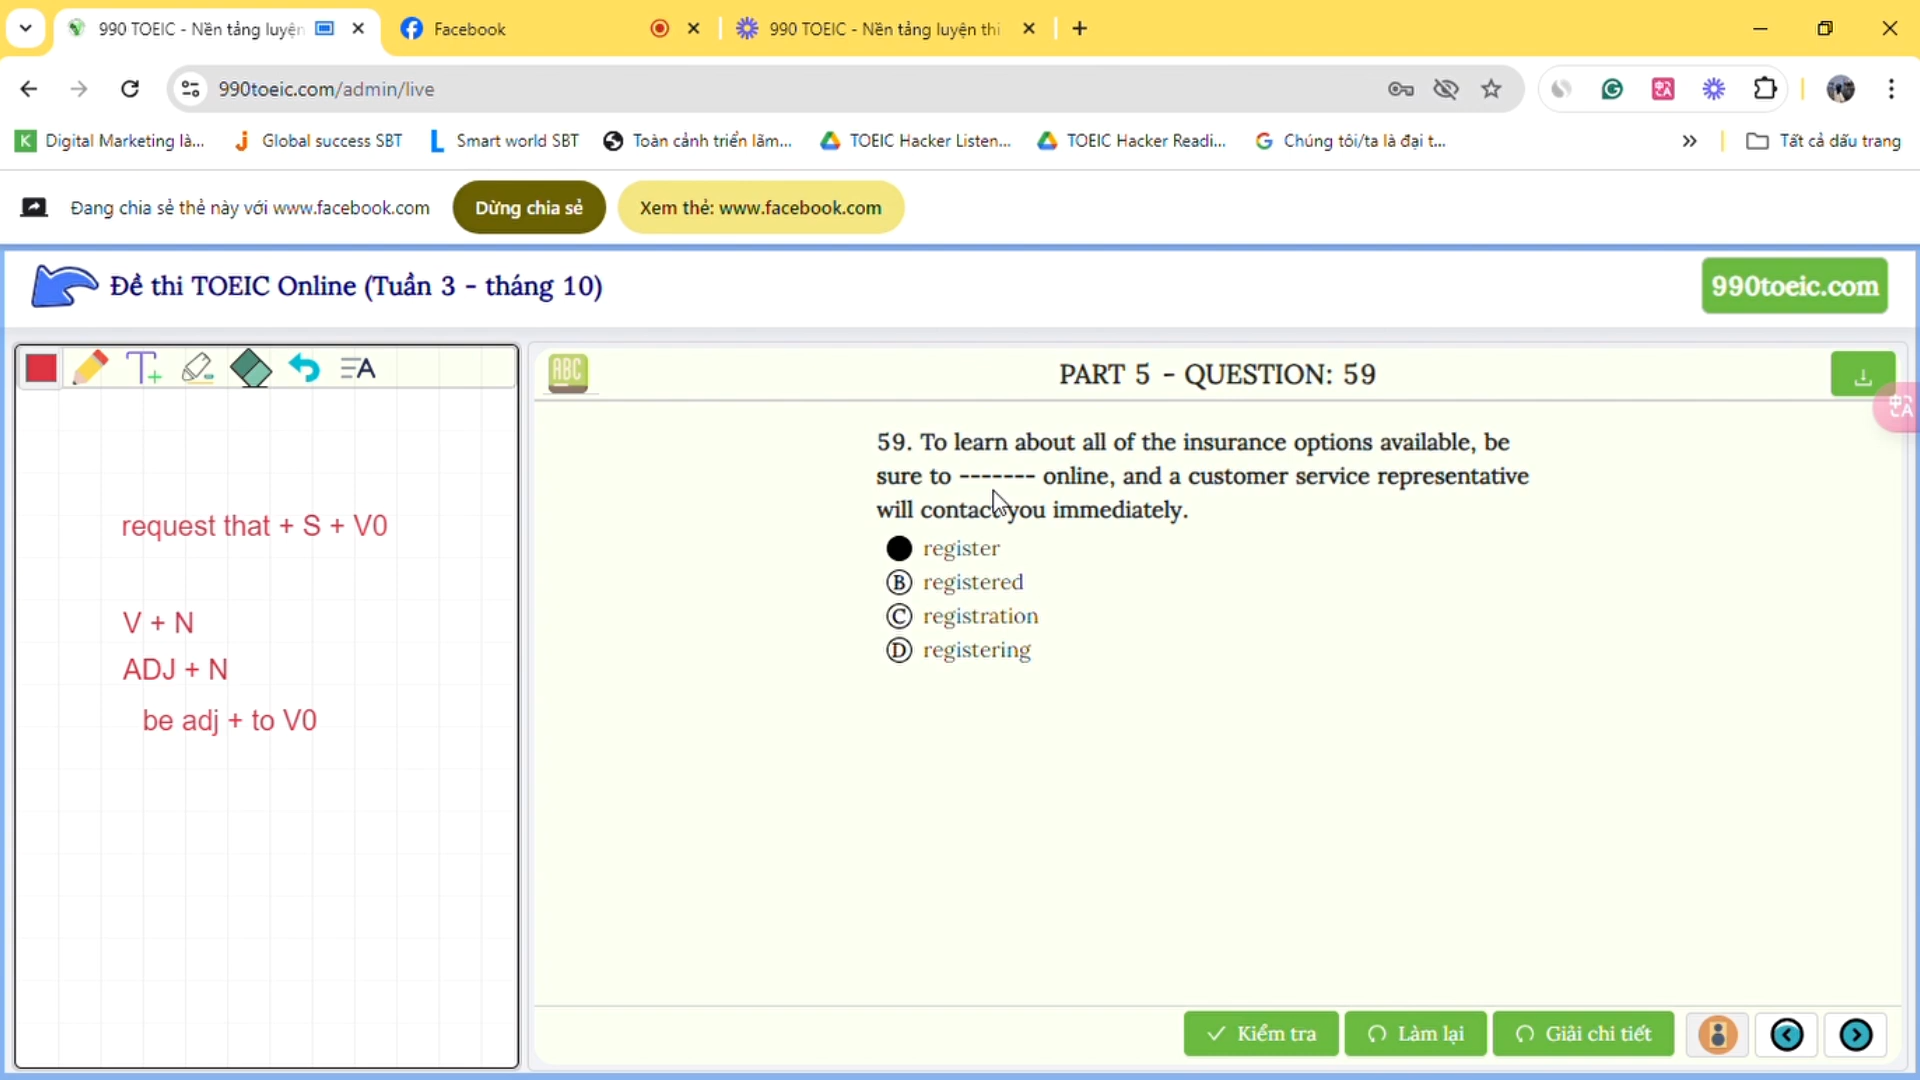 990 TOEIC - Nền tảng luyện
Facebook
990 TOEIC - Nền tảng luyện thi
990toeic.com/admin/live
Digital Marketing là...
Global success SBT
Smart world SBT
Toàn cảnh triển lãm...
TOEIC Hacker Listen...
TOEIC Hacker Readi...
Chúng tôi/ta là đại t...
Tất cả dấu trang
Đang chia sẻ thẻ này với www.facebook.com
Dừng chia sẻ
Xem thẻ: www.facebook.com
Đề thi TOEIC Online (Tuần 3 - tháng 10)
990toeic.com
ABC
PART 5 - QUESTION: 59
59. To learn about all of the insurance options available, be
sure to ------- online, and a customer service representative
will contact you immediately.
register
B registered
C registration
D registering
request that + S + V0
V + N
ADJ + N
be adj + to V0
Kiểm tra
Làm lại
Giải chi tiết